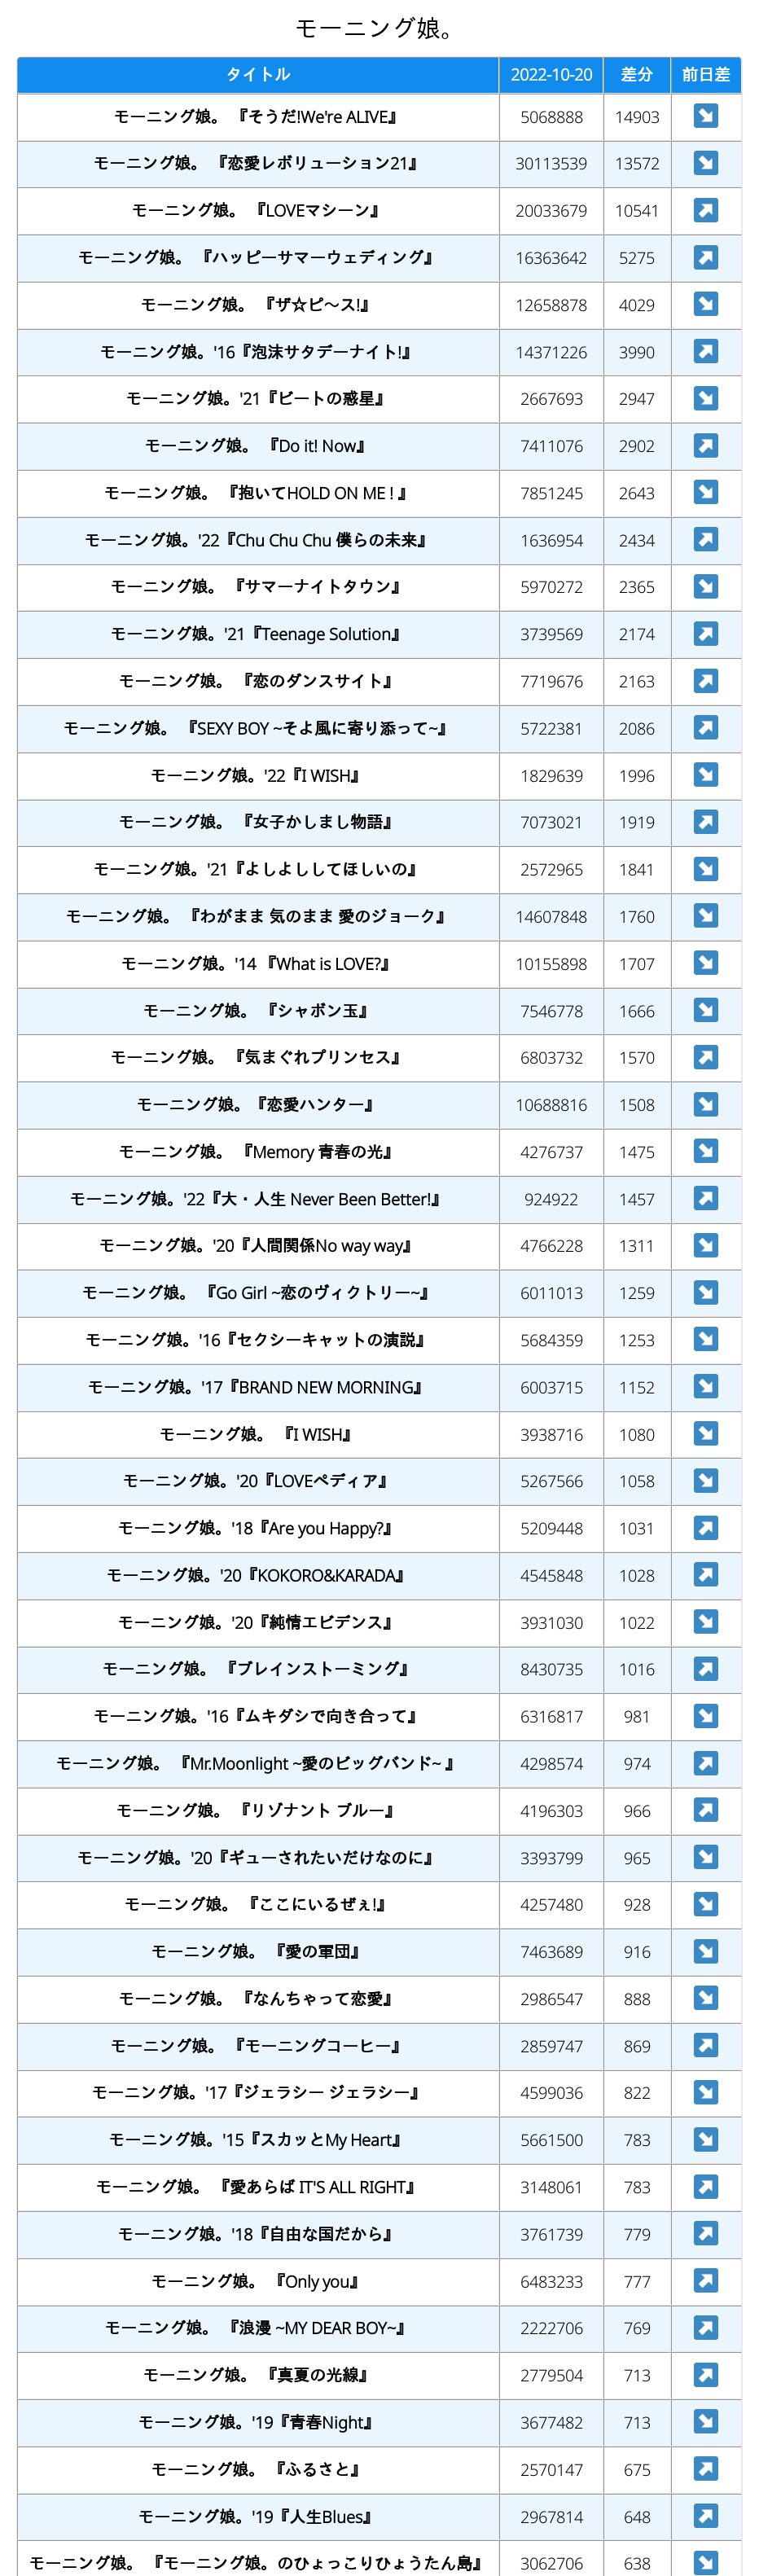 モーニング娘。
タイトル 2022-10-20 差分 前日差
モーニング娘。 『そうだ!We're ALIVE』 5068888 14903 ↘
モーニング娘。 『恋愛レボリューション21』 30113539 13572 ↘
モーニング娘。 『LOVEマシーン』 20033679 10541 ↗
モーニング娘。 『ハッピーサマーウェディング』 16363642 5275 ↗
モーニング娘。 『ザ☆ピ〜ス!』 12658878 4029 ↘
モーニング娘。'16『泡沫サタデーナイト!』 14371226 3990 ↗
モーニング娘。'21『ビートの惑星』 2667693 2947 ↘
モーニング娘。 『Do it! Now』 7411076 2902 ↗
モーニング娘。 『抱いてHOLD ON ME ! 』 7851245 2643 ↘
モーニング娘。'22『Chu Chu Chu 僕らの未来』 1636954 2434 ↗
モーニング娘。 『サマーナイトタウン』 5970272 2365 ↘
モーニング娘。'21『Teenage Solution』 3739569 2174 ↗
モーニング娘。 『恋のダンスサイト』 7719676 2163 ↗
モーニング娘。 『SEXY BOY ~そよ風に寄り添って~』 5722381 2086 ↗
モーニング娘。'22『I WISH』 1829639 1996 ↘
モーニング娘。 『女子かしまし物語』 7073021 1919 ↗
モーニング娘。'21『よしよししてほしいの』 2572965 1841 ↘
モーニング娘。 『わがまま 気のまま 愛のジョーク』 14607848 1760 ↘
モーニング娘。'14 『What is LOVE?』 10155898 1707 ↘
モーニング娘。 『シャボン玉』 7546778 1666 ↘
モーニング娘。 『気まぐれプリンセス』 6803732 1570 ↗
モーニング娘。『恋愛ハンター』 10688816 1508 ↘
モーニング娘。 『Memory 青春の光』 4276737 1475 ↘
モーニング娘。'22『大・人生 Never Been Better!』 924922 1457 ↗
モーニング娘。'20『人間関係No way way』 4766228 1311 ↘
モーニング娘。 『Go Girl ~恋のヴィクトリー~』 6011013 1259 ↘
モーニング娘。'16『セクシーキャットの演説』 5684359 1253 ↘
モーニング娘。'17『BRAND NEW MORNING』 6003715 1152 ↘
モーニング娘。 『I WISH』 3938716 1080 ↘
モーニング娘。'20『LOVEペディア』 5267566 1058 ↘
モーニング娘。'18『Are you Happy?』 5209448 1031 ↗
モーニング娘。'20『KOKORO&KARADA』 4545848 1028 ↗
モーニング娘。'20『純情エビデンス』 3931030 1022 ↘
モーニング娘。 『ブレインストーミング』 8430735 1016 ↗
モーニング娘。'16『ムキダシで向き合って』 6316817 981 ↘
モーニング娘。 『Mr.Moonlight ~愛のビッグバンド~ 』 4298574 974 ↗
モーニング娘。 『リゾナント ブルー』 4196303 966 ↗
モーニング娘。'20『ギューされたいだけなのに』 3393799 965 ↘
モーニング娘。 『ここにいるぜぇ!』 4257480 928 ↘
モーニング娘。 『愛の軍団』 7463689 916 ↘
モーニング娘。 『なんちゃって恋愛』 2986547 888 ↘
モーニング娘。 『モーニングコーヒー』 2859747 869 ↗
モーニング娘。'17『ジェラシー ジェラシー』 4599036 822 ↘
モーニング娘。'15『スカッとMy Heart』 5661500 783 ↘
モーニング娘。 『愛あらば IT'S ALL RIGHT』 3148061 783 ↗
モーニング娘。'18『自由な国だから』 3761739 779 ↗
モーニング娘。 『Only you』 6483233 777 ↗
モーニング娘。 『浪漫 ~MY DEAR BOY~』 2222706 769 ↗
モーニング娘。 『真夏の光線』 2779504 713 ↗
モーニング娘。'19『青春Night』 3677482 713 ↘
モーニング娘。 『ふるさと』 2570147 675 ↗
モーニング娘。'19『人生Blues』 2967814 648 ↗
モーニング娘。 『モーニング娘。のひょっこりひょうたん島』 3062706 638 ↘